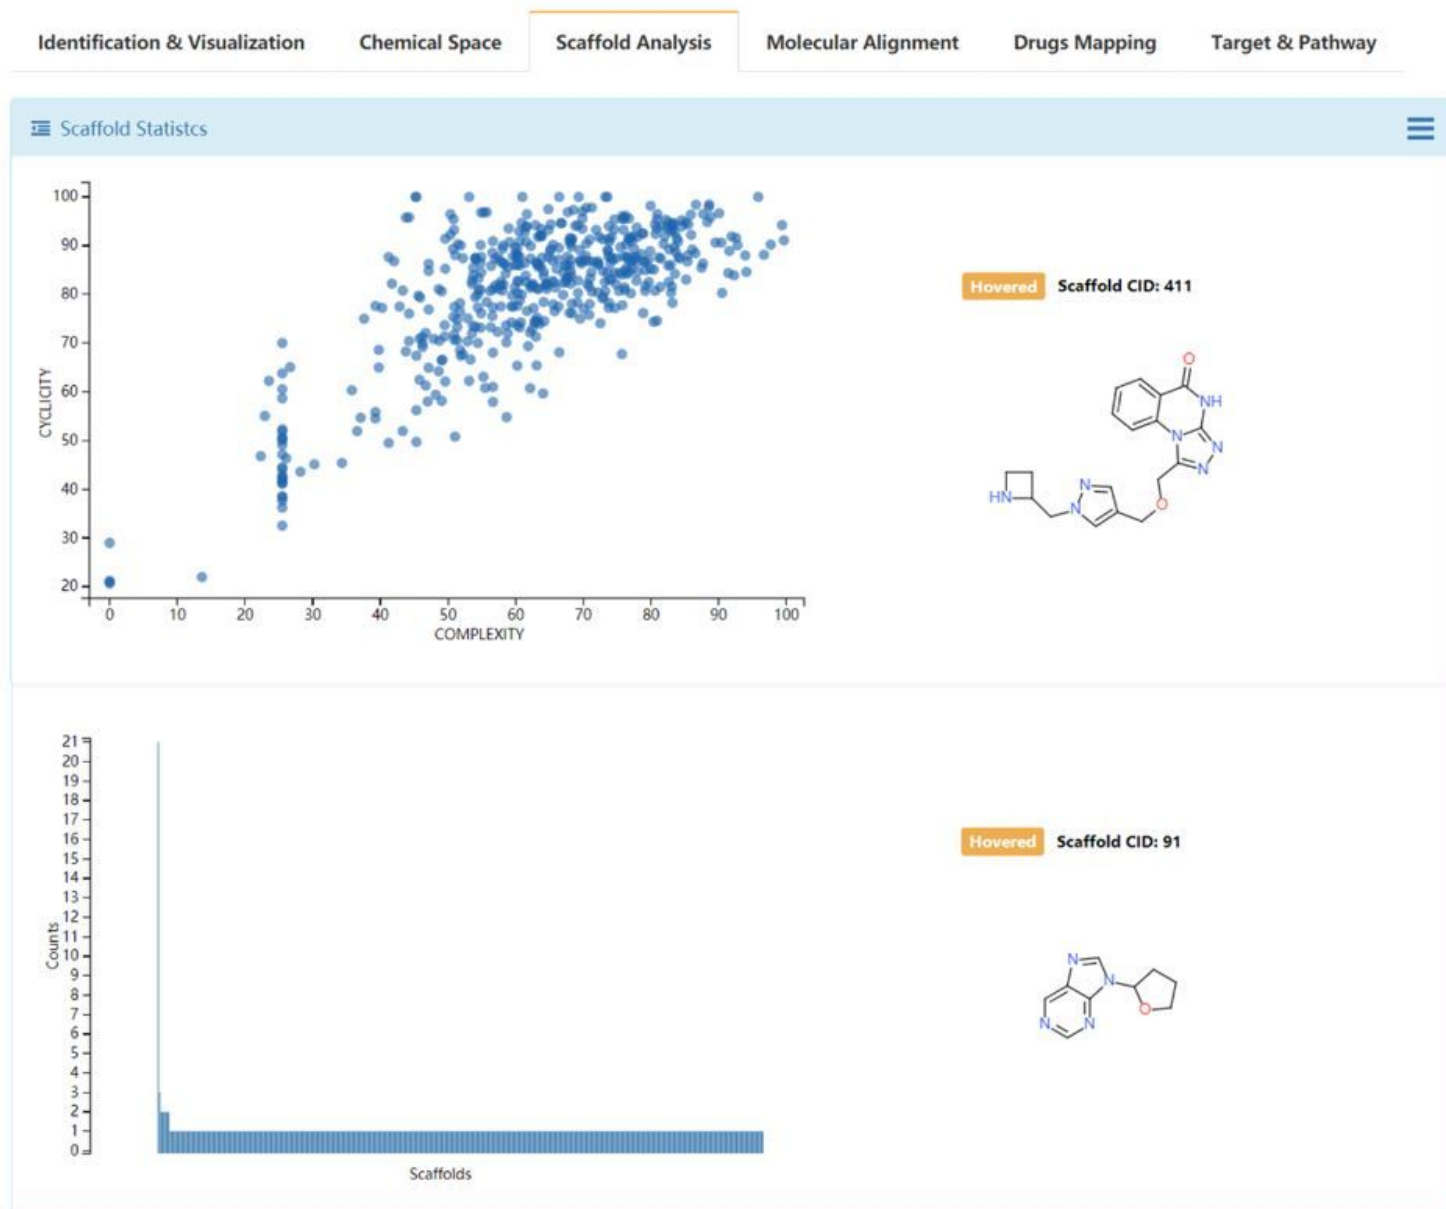 Identification & Visualization Chemical Space Scaffold Analysis Molecular Alignment Drugs Mapping Target & Pathway
Scaffold Statistcs
100
90
80
70
60
50
40
30
20
CYCLICITY
0 10 20 30 40 50 60 70 80 90 100
COMPLEXITY
Hovered Scaffold CID: 411
O
NH
N
N
N
O
N
N
HN
21
20
19
18
17
16
15
14
13
12
11
10
9
8
7
6
5
4
3
2
1
0
Counts
Scaffolds
Hovered Scaffold CID: 91
N
N
O
N
N